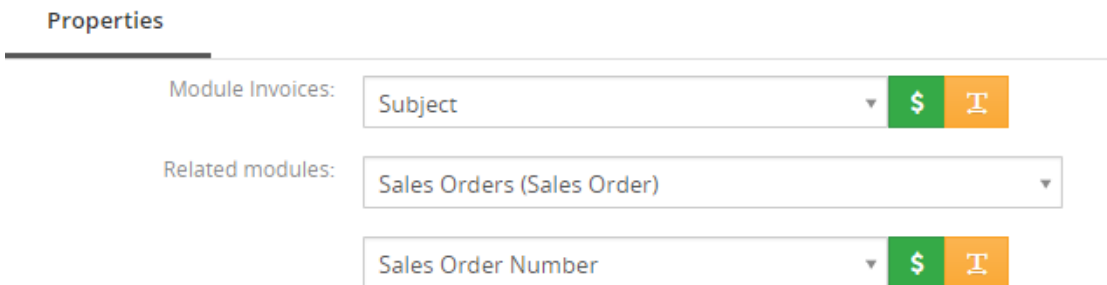 Properties
Module Invoices: Subject $ T
Related modules: Sales Orders (Sales Order)
Sales Order Number $ T